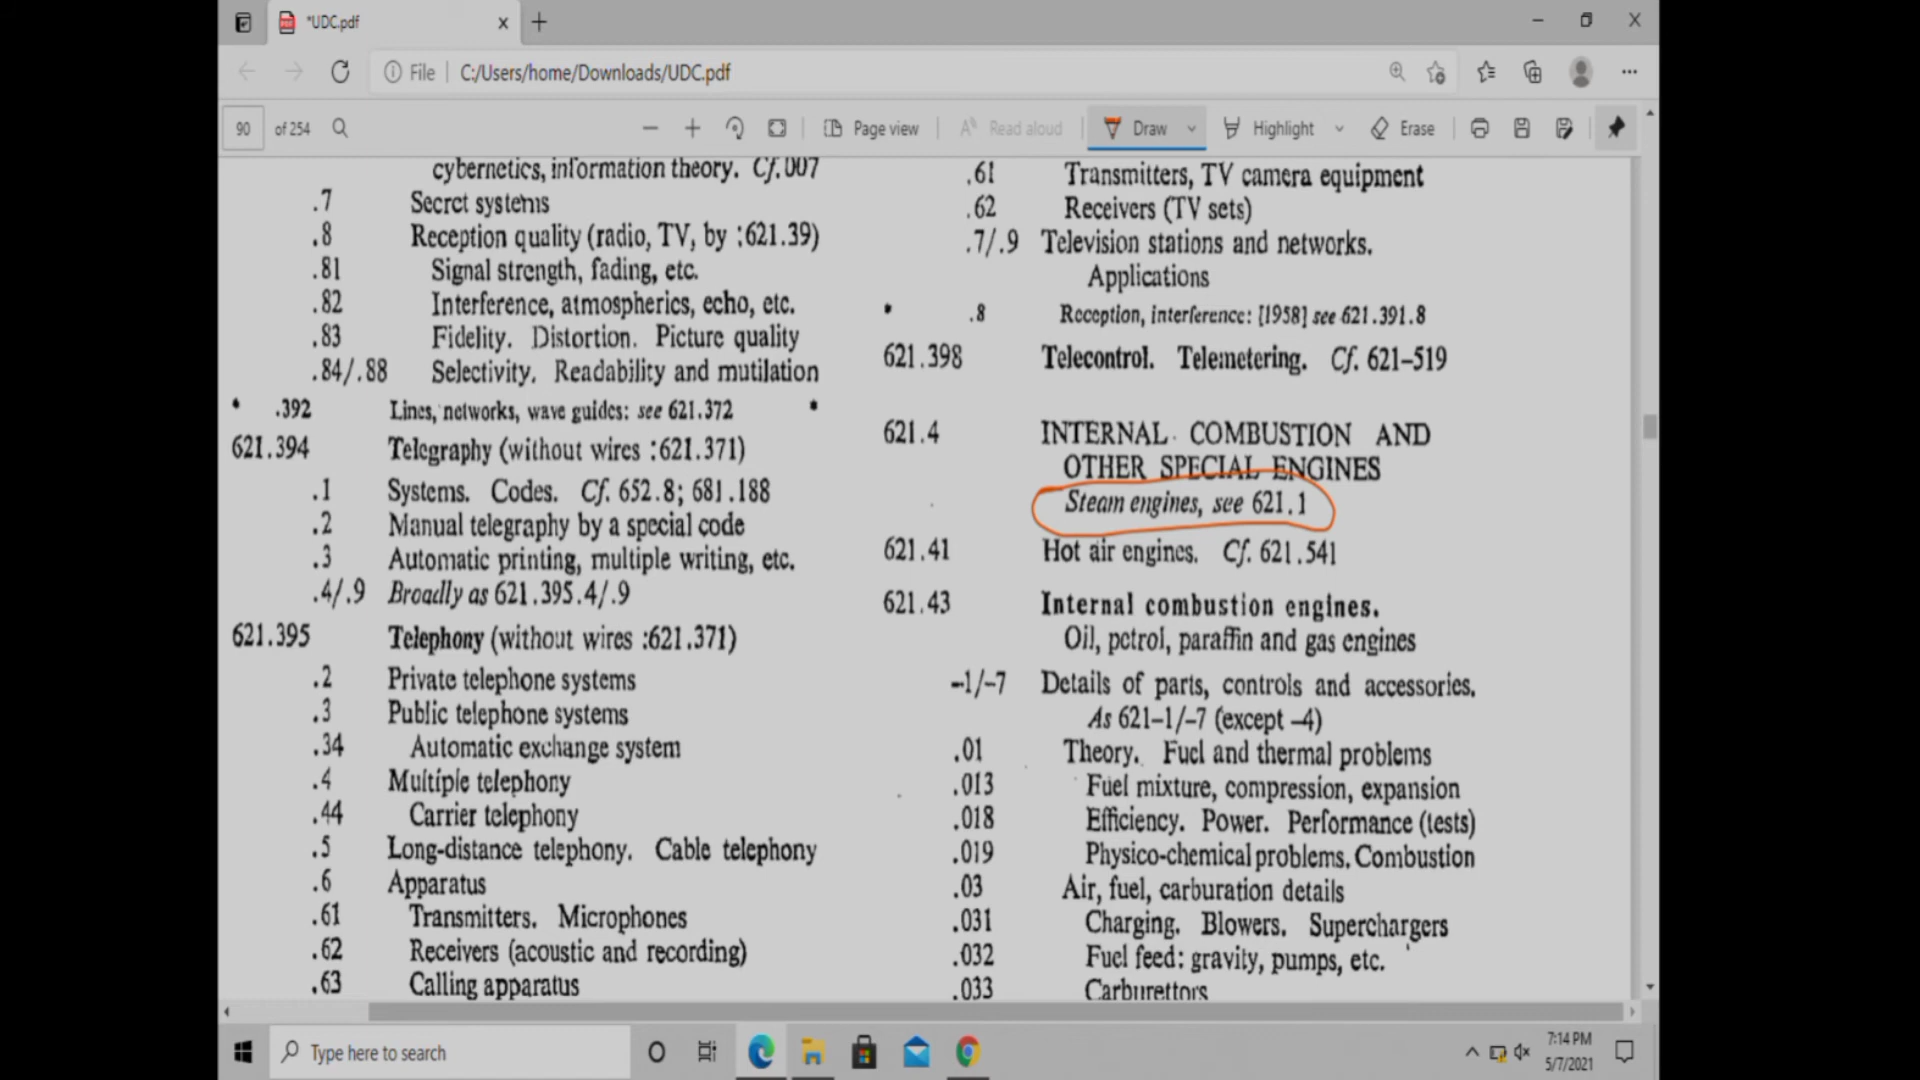 *UDC.pdf
File
C:/Users/home/Downloads/UDC.pdf
90 of 254
Page view
Read aloud
Draw
Highlight
Erase
cybernetics, information theory. Cf. 007
.7 Secret systems
.8 Reception quality (radio, TV, by :621.39)
.81 Signal strength, fading, etc.
.82 Interference, atmospherics, echo, etc.
.83 Fidelity. Distortion. Picture quality
.84/.88 Selectivity. Readability and mutilation
* .392 Lines, networks, wave guides: see 621.372 *
621.394 Telegraphy (without wires :621.371)
.1 Systems. Codes. Cf. 652.8; 681.188
.2 Manual telegraphy by a special code
.3 Automatic printing, multiple writing, etc.
.4/.9 Broadly as 621.395.4/.9
621.395 Telephony (without wires :621.371)
.2 Private telephone systems
.3 Public telephone systems
.34 Automatic exchange system
.4 Multiple telephony
.44 Carrier telephony
.5 Long-distance telephony. Cable telephony
.6 Apparatus
.61 Transmitters. Microphones
.62 Receivers (acoustic and recording)
.63 Calling apparatus
.61 Transmitters, TV camera equipment
.62 Receivers (TV sets)
.7/.9 Television stations and networks.
Applications
* .8 Reception, interference: [1958] see 621.391.8
621.398 Telecontrol. Telemetering. Cf. 621–519
621.4 INTERNAL COMBUSTION AND
OTHER SPECIAL ENGINES
Steam engines, see 621.1
621.41 Hot air engines. Cf. 621.541
621.43 Internal combustion engines.
Oil, petrol, paraffin and gas engines
–1/–7 Details of parts, controls and accessories.
As 621–1/–7 (except –4)
.01 Theory. Fuel and thermal problems
.013 Fuel mixture, compression, expansion
.018 Efficiency. Power. Performance (tests)
.019 Physico-chemical problems. Combustion
.03 Air, fuel, carburation details
.031 Charging. Blowers. Superchargers
.032 Fuel feed: gravity, pumps, etc.
.033 Carburettors
Type here to search
7:14 PM
5/7/2021